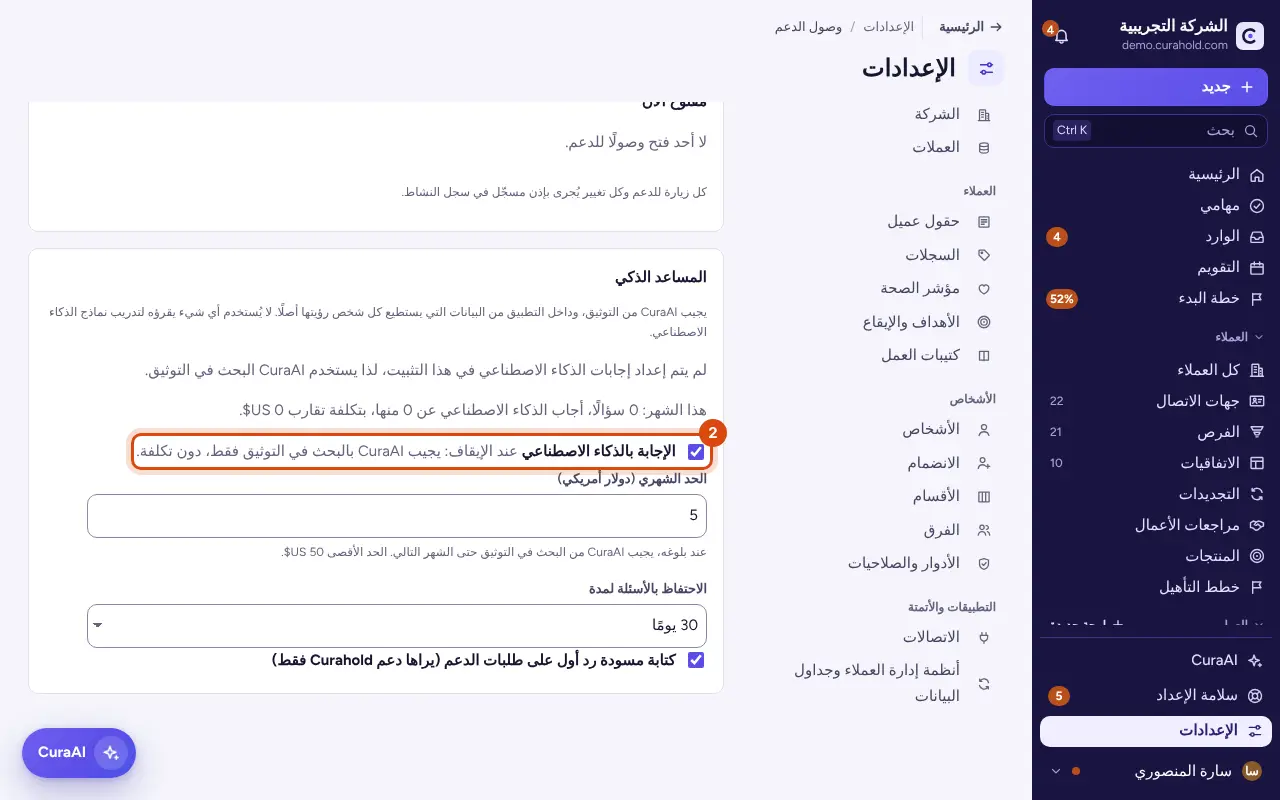 الشركة التجريبية
demo.curahold.com
4
جديد
بحث
Ctrl K
الرئيسية
مهامي
الوارد
4
التقويم
خطة البدء
52%
العملاء
كل العملاء
جهات الاتصال
22
الفرص
21
الاتفاقيات
10
التجديدات
مراجعات الأعمال
المنتجات
خطط التأهيل
CuraAI
سلامة الإعداد
5
الإعدادات
سا
سارة المنصوري
الرئيسية
الإعدادات / وصول الدعم
الإعدادات
الشركة
العملات
العملاء
حقول عميل
السجلات
مؤشر الصحة
الأهداف والإيقاع
كتيبات العمل
الأشخاص
الأشخاص
الانضمام
الأقسام
الفرق
الأدوار والصلاحيات
التطبيقات والأتمتة
الاتصالات
أنظمة إدارة العملاء وجداول
البيانات
مفتوح الآن
لا أحد فتح وصولًا للدعم.
كل زيارة للدعم وكل تغيير يُجرى بإذن مسجّل في سجل النشاط.
المساعد الذكي
يجيب CuraAI من التوثيق، وداخل التطبيق من البيانات التي يستطيع كل شخص رؤيتها أصلًا. لا يُستخدم أي شيء يقرؤه لتدريب نماذج الذكاء
الاصطناعي.
لم يتم إعداد إجابات الذكاء الاصطناعي في هذا التثبيت، لذا يستخدم CuraAI البحث في التوثيق.
هذا الشهر: 0 سؤالًا، أجاب الذكاء الاصطناعي عن 0 منها، بتكلفة تقارب 0 US$.
2
الإجابة بالذكاء الاصطناعي عند الإيقاف: يجيب CuraAI بالبحث في التوثيق فقط، دون تكلفة.
الحد الشهري (دولار أمريكي)
5
عند بلوغه، يجيب CuraAI من البحث في التوثيق حتى الشهر التالي. الحد الأقصى 50 US$.
الاحتفاظ بالأسئلة لمدة
30 يومًا
كتابة مسودة رد أول على طلبات الدعم (يراها دعم Curahold فقط)
CuraAI